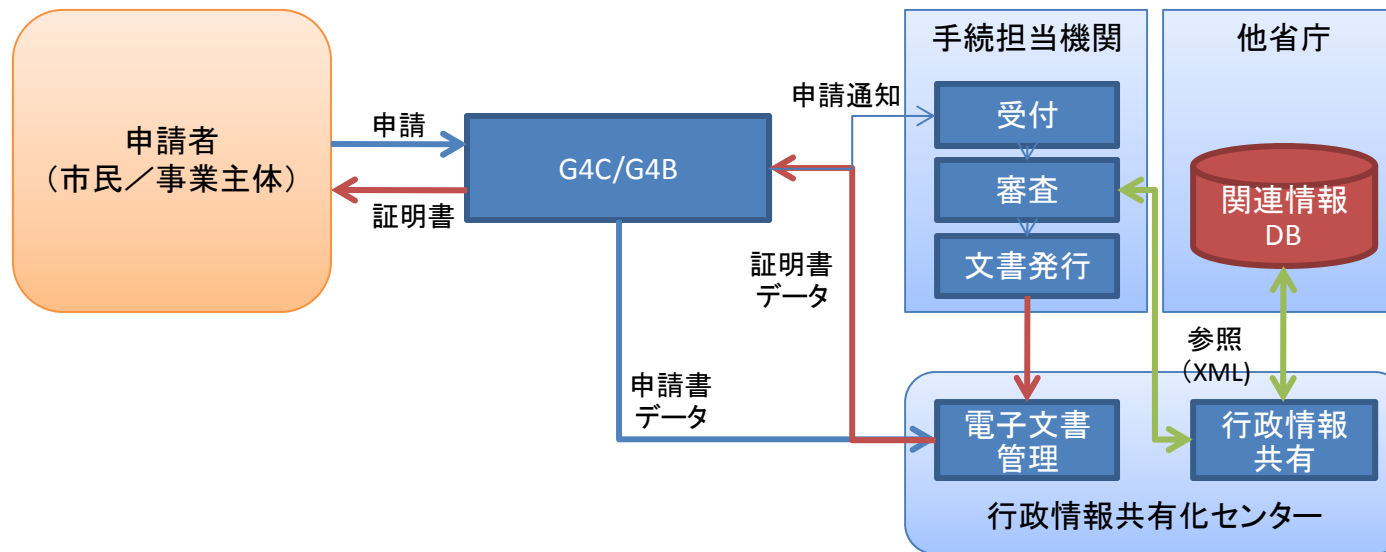 手続担当機関
他省庁
申請通知
受付
申請
申請者
（市民／事業主体）
G4C/G4B
審査
関連情報
DB
証明書
文書発行
証明書
データ
参照
（XML)
申請書
データ
電子文書
管理
行政情報
共有
行政情報共有化センター